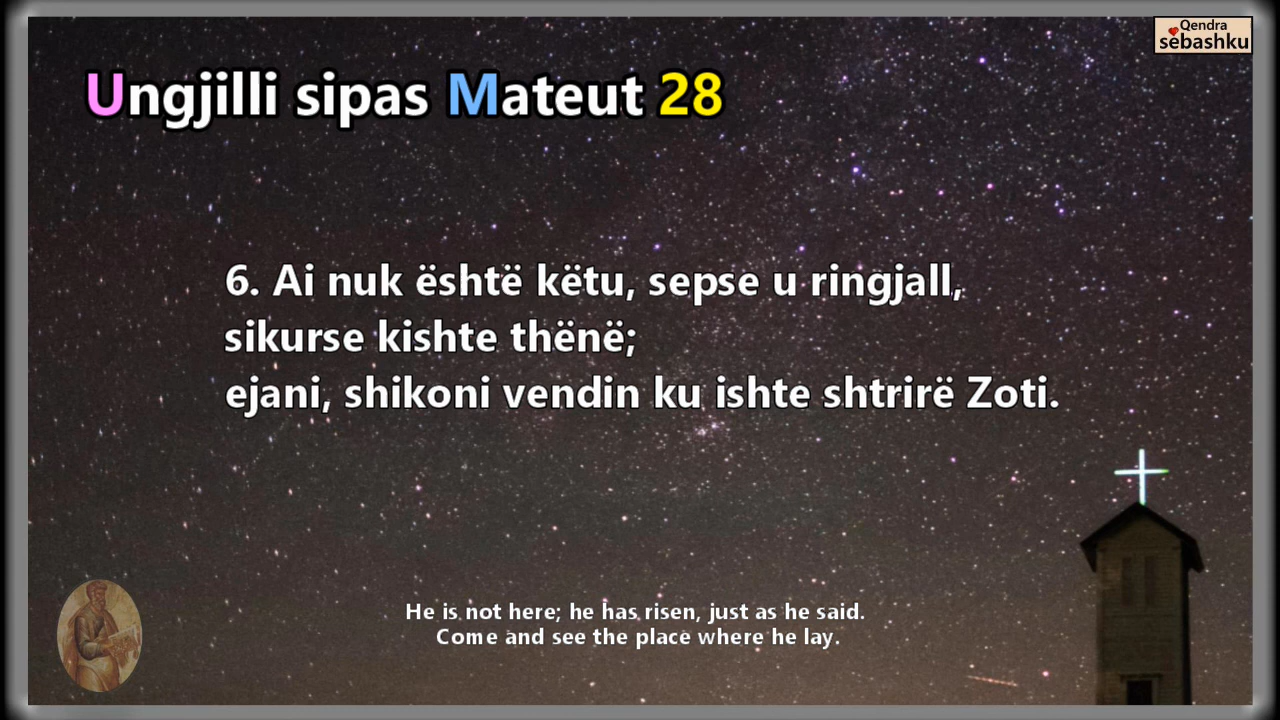 Qendra
sëbashku
Ungjilli sipas Mateut 28
6. Ai nuk është këtu, sepse u ringjall,
sikurse kishte thënë;
ejani, shikoni vendin ku ishte shtrirë Zoti.
He is not here; he has risen, just as he said.
Come and see the place where he lay.